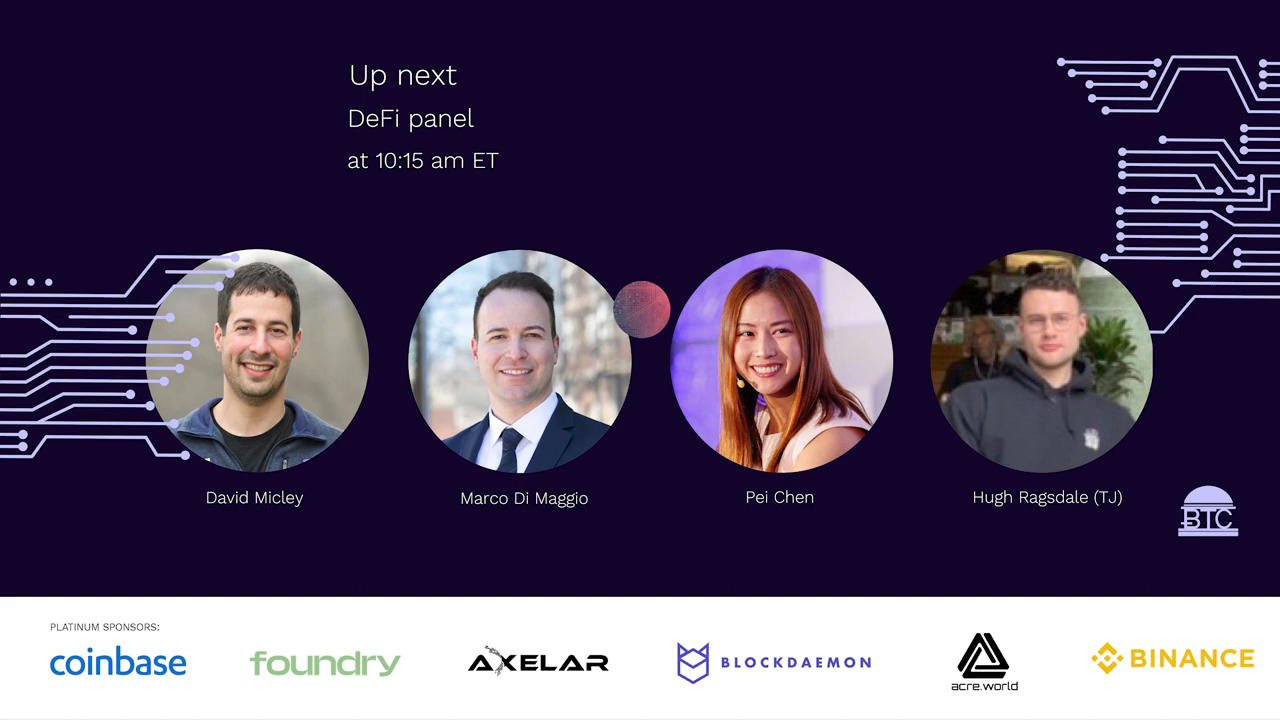 Up next
DeFi panel
at 10:15 am ET
David Micley
Marco Di Maggio
Pei Chen
Hugh Ragsdale (TJ)
BTC
PLATINUM SPONSORS:
coinbase
foundry
AXELAR
BLOCKDAEMON
acre.world
BINANCE